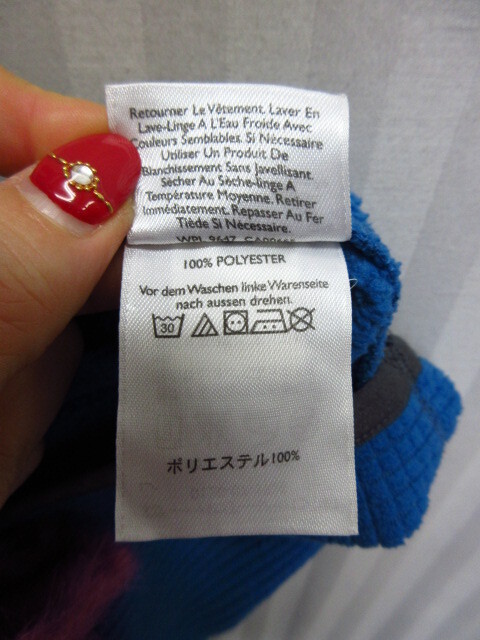 Retourner Le Vêtement. Laver En
Lave-Linge A L'Eau Froide Avec
Couleurs Semblables. Si Nécessaire
Utiliser Un Produit De
Blanchissement Sans Javellisant.
Sécher Au Sèche-linge A
Température Moyenne. Retirer
Immédiatement. Repasser Au Fer
Tiède Si Nécessaire.
WPL 9647
100% POLYESTER
Vor dem Waschen linke Warenseite
nach aussen drehen.
30
ポリエステル100%